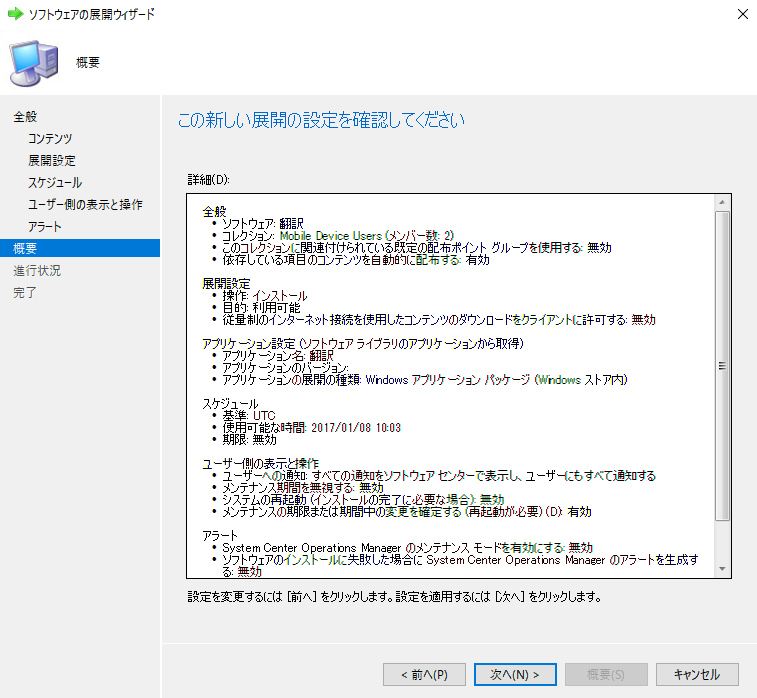 ソフトウェアの展開ウィザード
概要
全般
コンテンツ
展開設定
スケジュール
ユーザー側の表示と操作
アラート
概要
進行状況
完了
この新しい展開の設定を確認してください
詳細(D):
全般
• ソフトウェア: 翻訳
• コレクション: Mobile Device Users (メンバー数: 2)
• このコレクションに関連付けられている既定の配布ポイント グループを使用する: 無効
• 依存している項目のコンテンツを自動的に配布する: 有効
展開設定
• 操作: インストール
• 目的: 利用可能
• 従量制のインターネット接続を使用したコンテンツのダウンロードをクライアントに許可する: 無効
アプリケーション設定 (ソフトウェア ライブラリのアプリケーションから取得)
• アプリケーション名: 翻訳
• アプリケーションのバージョン:
• アプリケーションの展開の種類: Windows アプリケーション パッケージ (Windows ストア内)
スケジュール
• 基準: UTC
• 使用可能な時間: 2017/01/08 10:03
• 期限: 無効
ユーザー側の表示と操作
• ユーザーへの通知: すべての通知をソフトウェア センターで表示し、ユーザーにもすべて通知する
• メンテナンス期間を無視する: 無効
• システムの再起動 (インストールの完了に必要な場合): 無効
• メンテナンスの期限または期間中の変更を確定する (再起動が必要) (D): 有効
アラート
• System Center Operations Manager のメンテナンス モードを有効にする: 無効
• ソフトウェアのインストールに失敗した場合に System Center Operations Manager のアラートを生成す
る: 無効
設定を変更するには [前へ] をクリックします。設定を適用するには [次へ] をクリックします。
< 前へ(P)
次へ(N) >
概要(S)
キャンセル